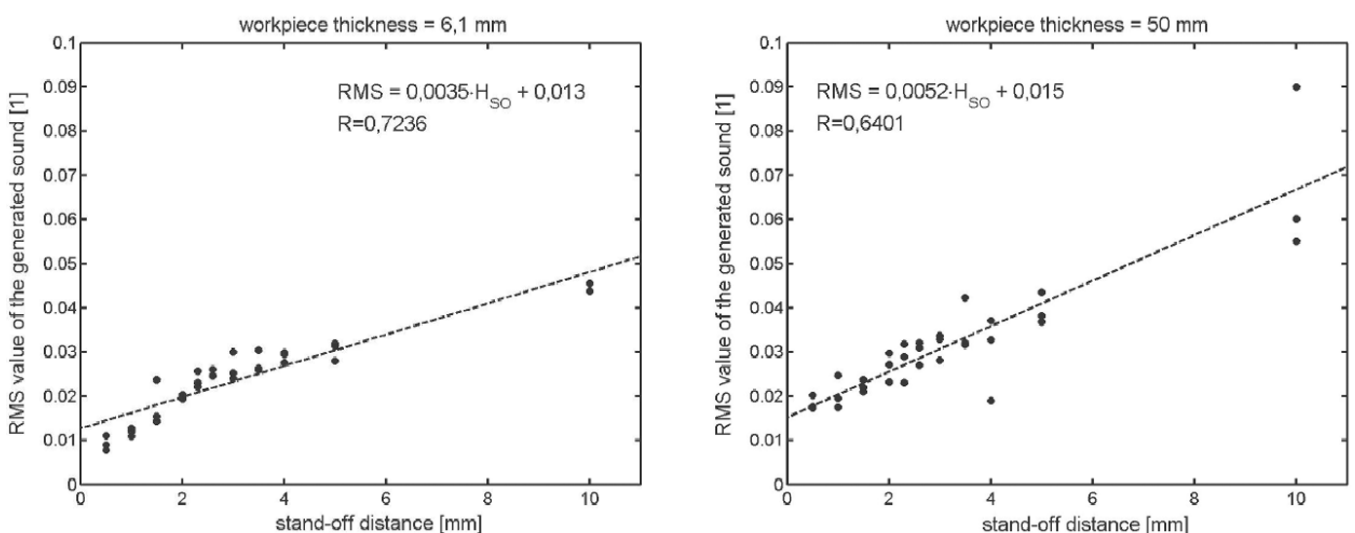 workpiece thickness = 6,1 mm
0.1
0.09
0.08
0.07
0.06
0.05
0.04
0.03
0.02
0.01
0
RMS value of the generated sound [1]
RMS = 0,0035·H_SO + 0,013
R=0,7236
0 2 4 6 8 10
stand-off distance [mm]
workpiece thickness = 50 mm
0.1
0.09
0.08
0.07
0.06
0.05
0.04
0.03
0.02
0.01
0
RMS value of the generated sound [1]
RMS = 0,0052·H_SO + 0,015
R=0,6401
0 2 4 6 8 10
stand-off distance [mm]